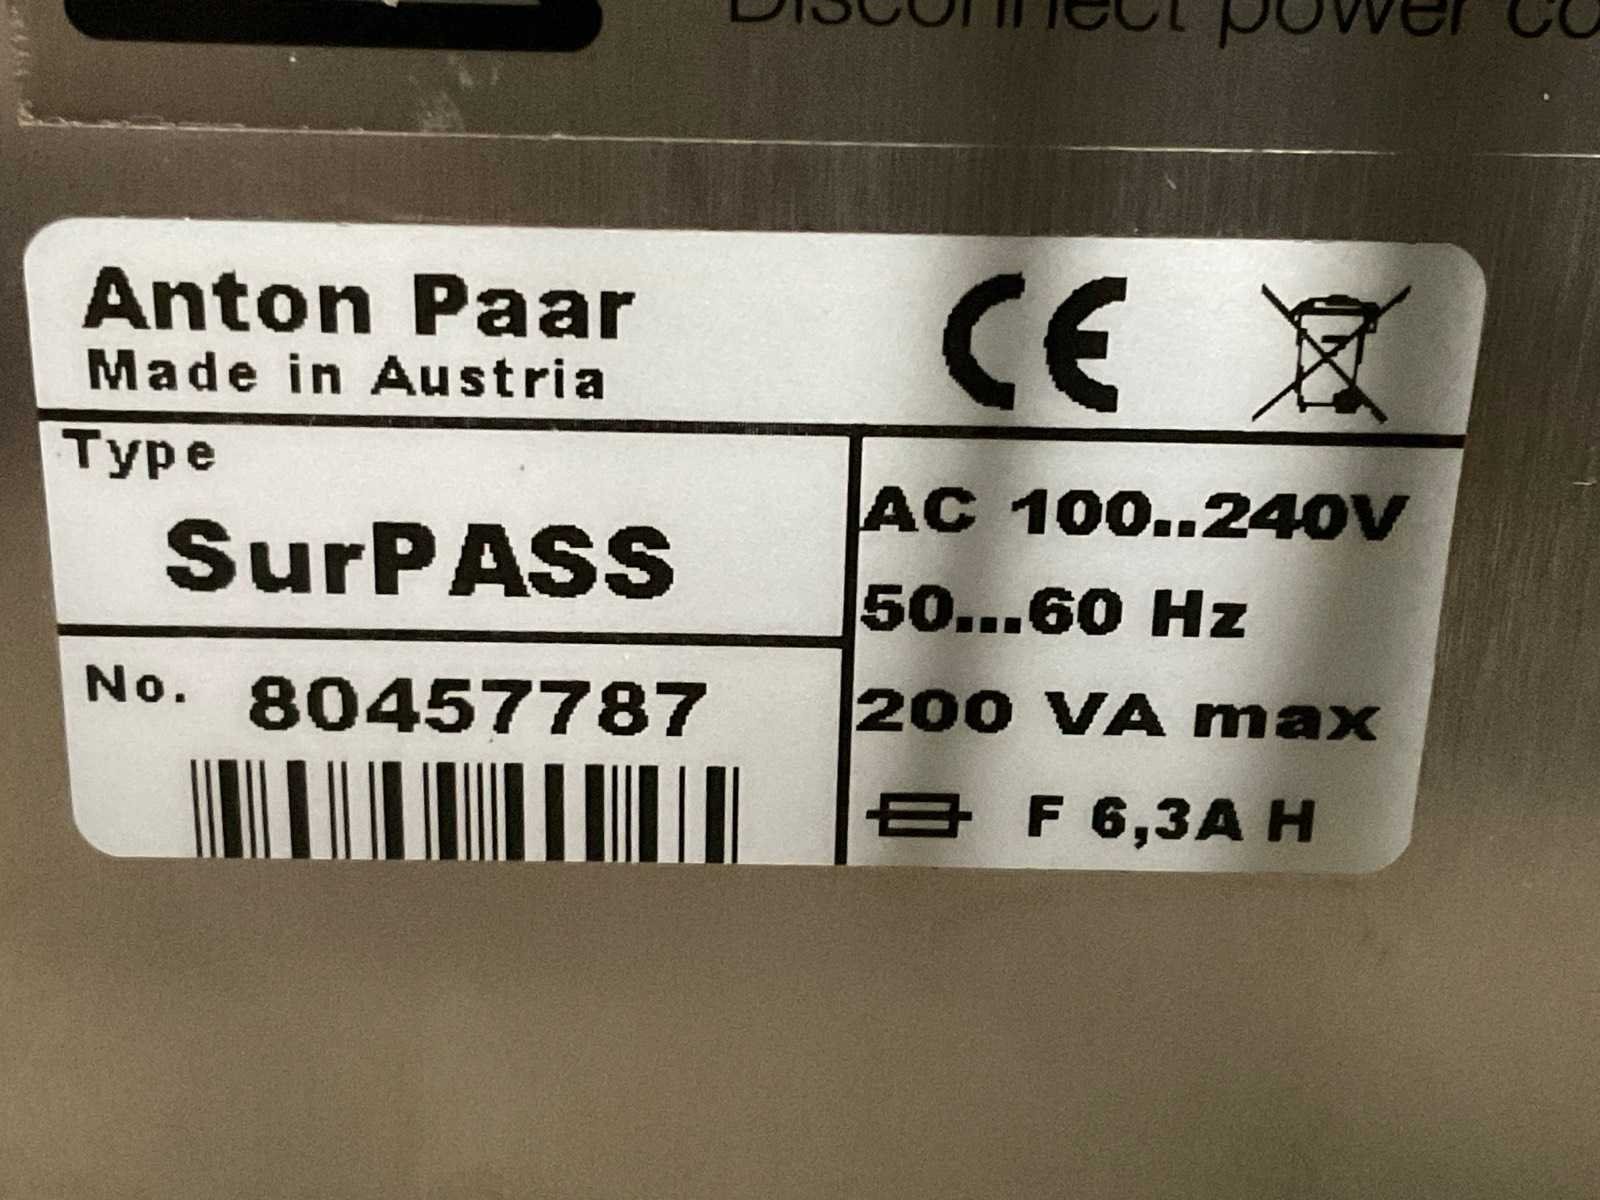 Disconnect power co
Anton Paar
Made in Austria
CE
Type
SurPASS
No. 80457787
AC 100..240V
50...60 Hz
200 VA max
F 6,3A H